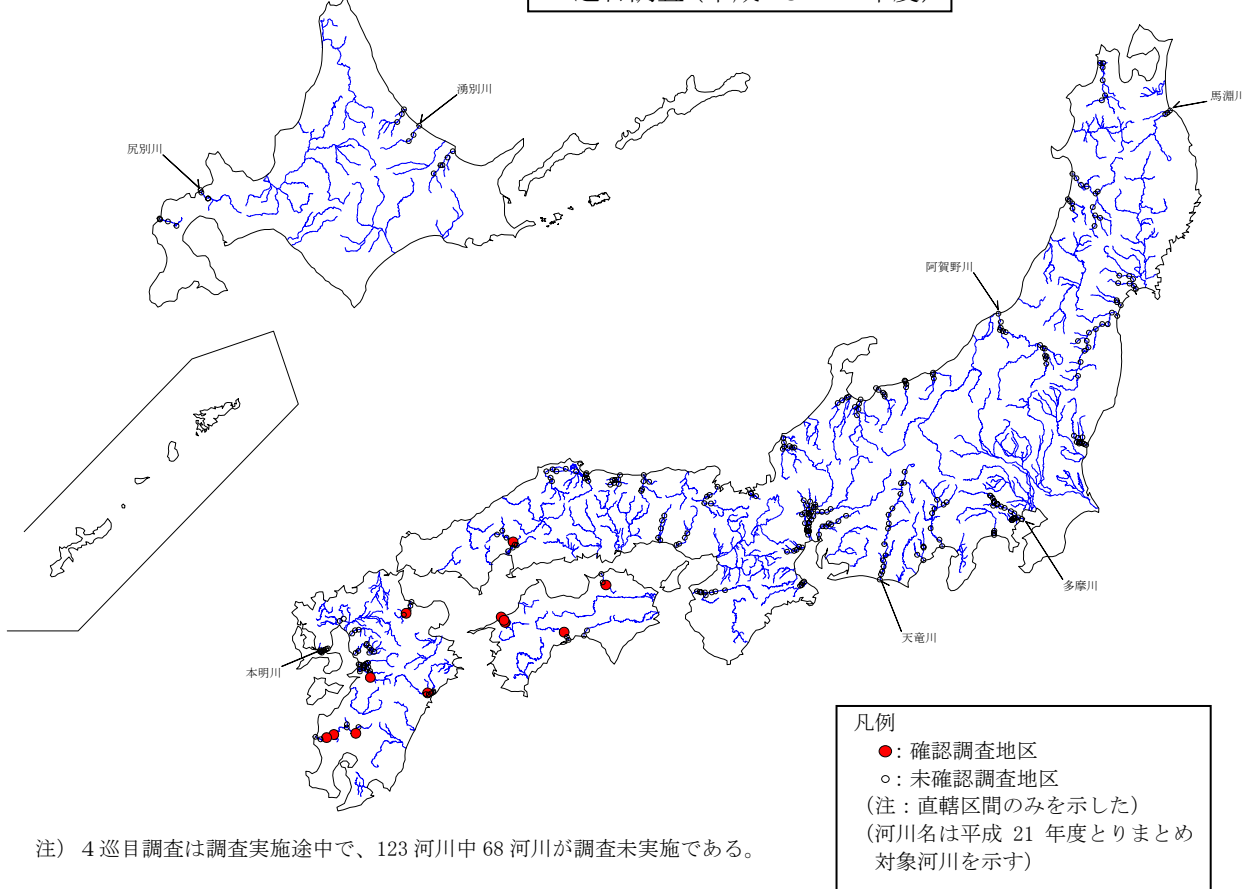 湧別川
馬淵川
尻別川
阿賀野川
多摩川
天竜川
本明川
凡例
●：確認調査地区
○：未確認調査地区
（注：直轄区間のみを示した）
（河川名は平成 21 年度とりまとめ
対象河川を示す）
注） ４巡目調査は調査実施途中で、123 河川中 68 河川が調査未実施である。